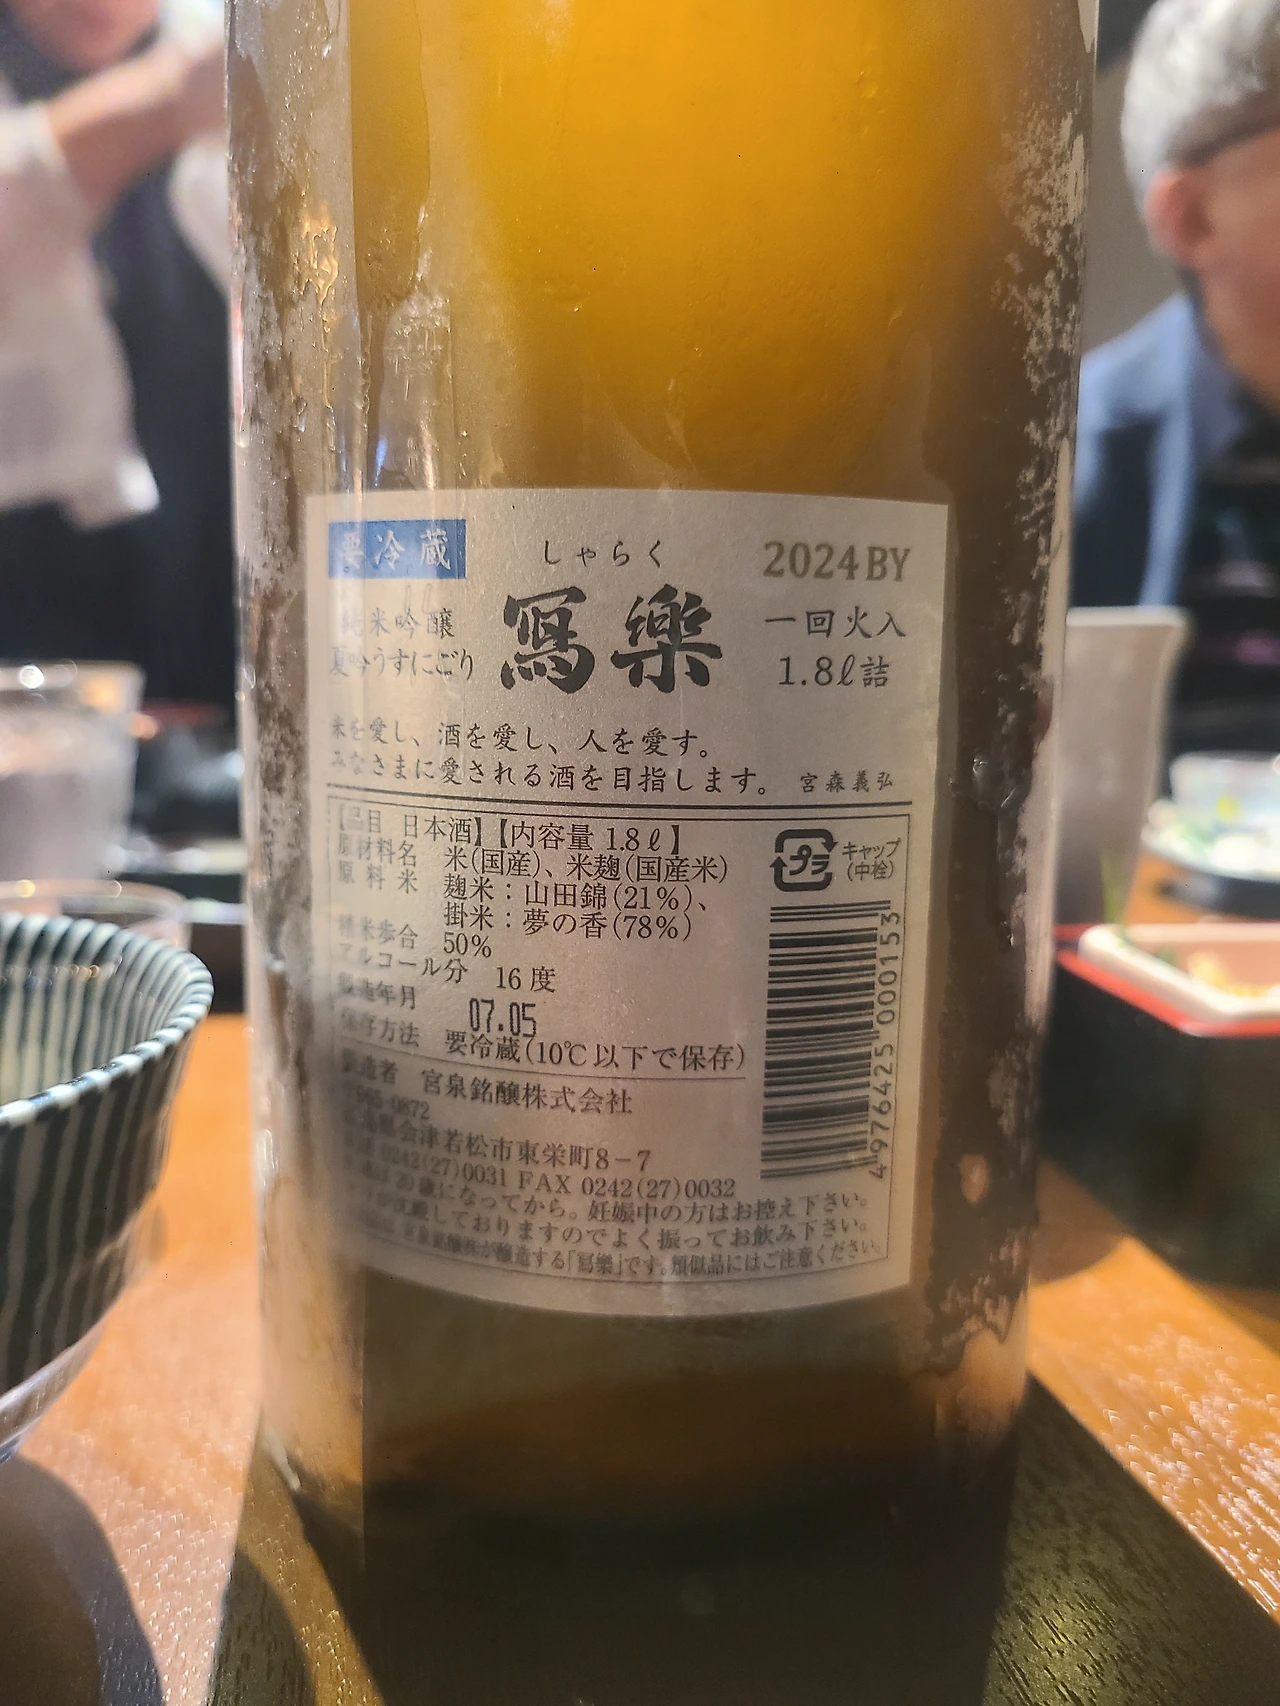 要冷蔵
純米吟醸
夏吟うすにごり
しゃらく
寫樂
2024BY
一回火入
1.8ℓ詰
米を愛し、酒を愛し、人を愛す。
みなさまに愛される酒を目指します。 宮森義弘
【品目 日本酒】【内容量 1.8ℓ】
原材料名 米(国産)、米麹(国産米)
原料米 麹米:山田錦(21%)、
掛米:夢の香(78%)
精米歩合 50%
アルコール分 16度
製造年月 07.05
保存方法 要冷蔵(10℃以下で保存)
製造者 宮泉銘醸株式会社
965-0872
会津若松市東栄町8-7
0242(27)0031 FAX 0242(27)0032
20歳になってから。妊娠中の方はお控え下さい。
沈殿しておりますのでよく振ってお飲み下さい。
宮泉銘醸㈱が醸造する「寫樂」です。類似品にはご注意ください。
プラ
キャップ
(中栓)
4 976425 000153